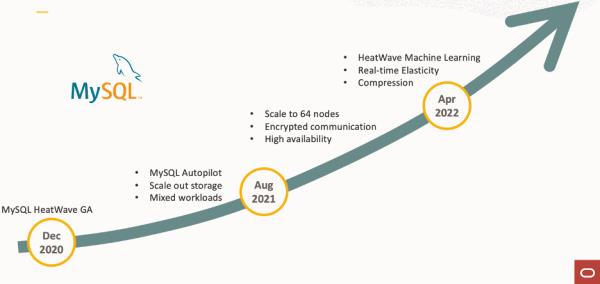 MySQL™
• HeatWave Machine Learning
• Real-time Elasticity
• Compression
Apr
2022
• Scale to 64 nodes
• Encrypted communication
• High availability
• MySQL Autopilot
• Scale out storage
• Mixed workloads
Aug
2021
MySQL HeatWave GA
Dec
2020